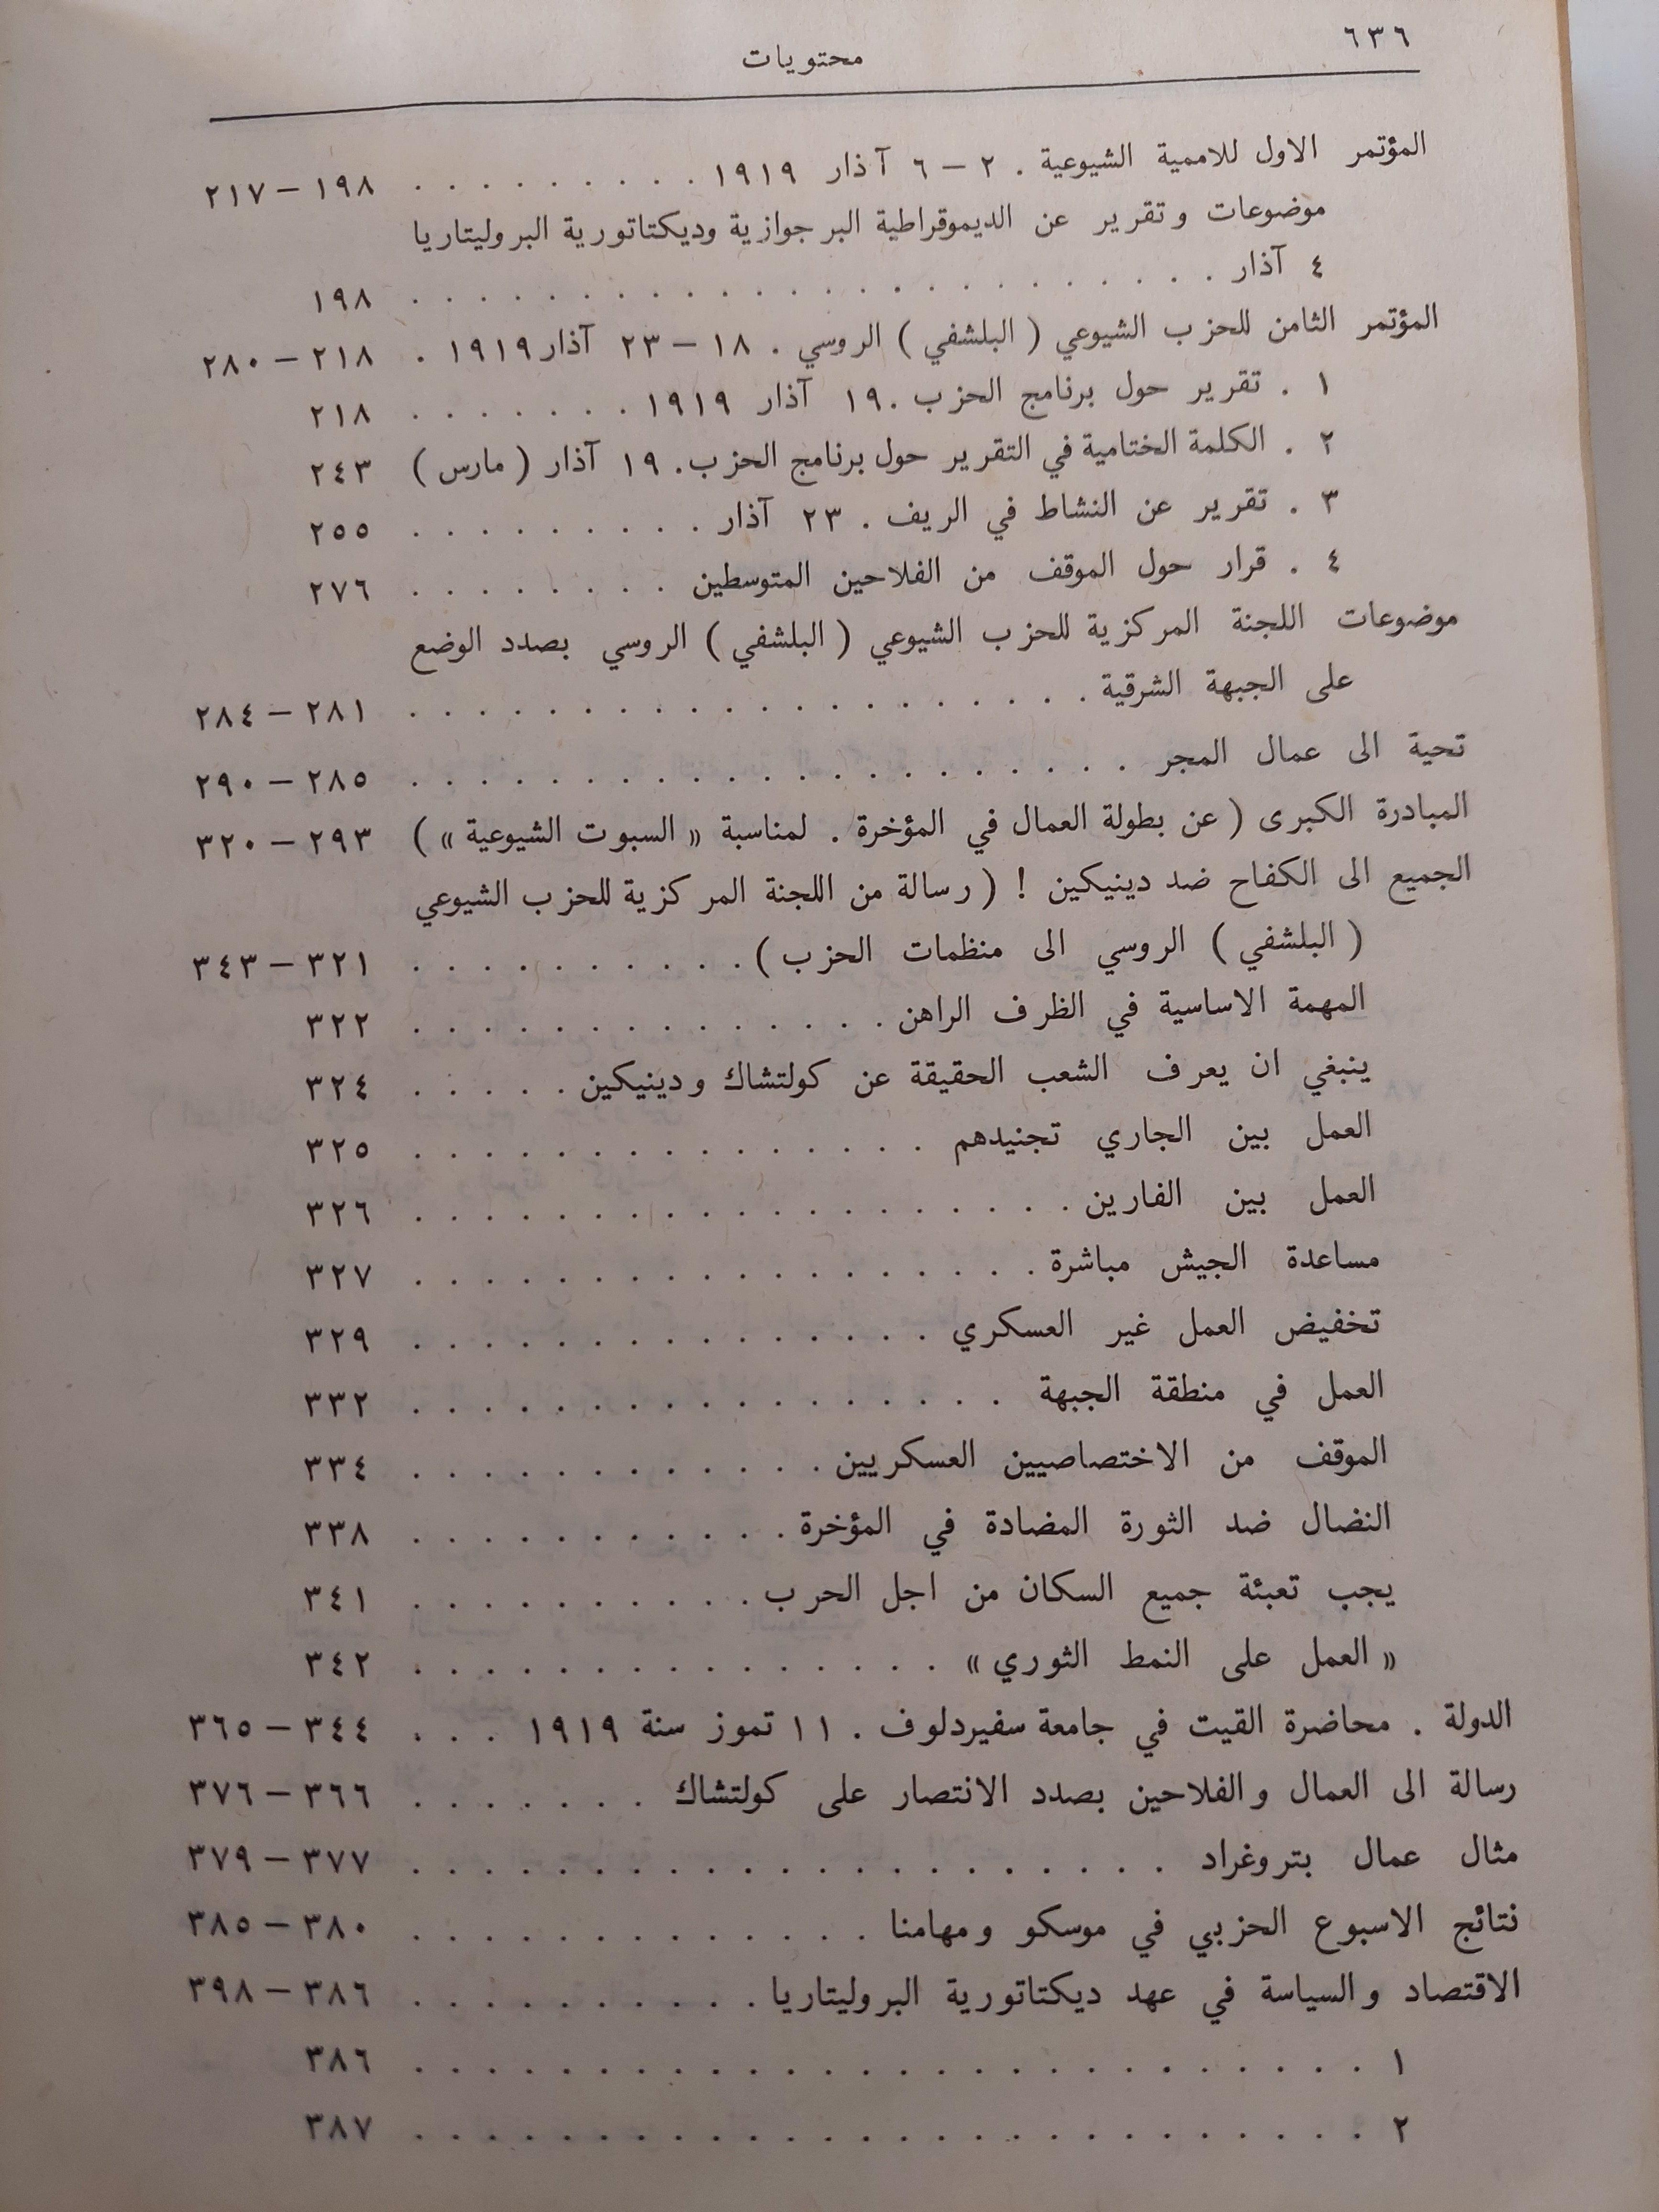 ٦٣٦
محتويات
المؤتمر الاول للاممية الشيوعية . ٢ – ٦ آذار ١٩١٩ . . . . . . . . . ١٩٨ – ٢١٧
موضوعات وتقرير عن الديموقراطية البرجوازية وديكتاتورية البروليتاريا
٤ آذار . . . . . . . . . . . . . . . . . . . . . . . ١٩٨
المؤتمر الثامن للحزب الشيوعي ( البلشفي ) الروسي . ١٨ – ٢٣ آذار ١٩١٩ . ٢١٨ – ٢٨٠
١ . تقرير حول برنامج الحزب . ١٩ آذار ١٩١٩ . . . . . . . ٢١٨
٢ . الكلمة الختامية في التقرير حول برنامج الحزب . ١٩ آذار ( مارس ) ٢٤٣
٣ . تقرير عن النشاط في الريف . ٢٣ آذار . . . . . . . . . ٢٥٥
٤ . قرار حول الموقف من الفلاحين المتوسطين . . . . . . . . ٢٧٦
موضوعات اللجنة المركزية للحزب الشيوعي ( البلشفي ) الروسي بصدد الوضع
على الجبهة الشرقية . . . . . . . . . . . . . . . . . . . . ٢٨١ – ٢٨٤
تحية الى عمال المجر . . . . . . . . . . . . . . . . . . . . . ٢٨٥ – ٢٩٠
المبادرة الكبرى ( عن بطولة العمال في المؤخرة . لمناسبة « السبوت الشيوعية » ) ٢٩٣ – ٣٢٠
الجميع الى الكفاح ضد دينيكين ! ( رسالة من اللجنة المركزية للحزب الشيوعي
( البلشفي ) الروسي الى منظمات الحزب ) . . . . . . . . . . ٣٢١ – ٣٤٣
المهمة الاساسية في الظرف الراهن . . . . . . . . . . . . . . ٣٢٢
ينبغي ان يعرف الشعب الحقيقة عن كولتشاك ودينيكين . . . . . ٣٢٤
العمل بين الجاري تجنيدهم . . . . . . . . . . . . . . . ٣٢٥
العمل بين الفارين . . . . . . . . . . . . . . . . . . . ٣٢٦
مساعدة الجيش مباشرة . . . . . . . . . . . . . . . . . . ٣٢٧
تخفيض العمل غير العسكري . . . . . . . . . . . . . . . ٣٢٩
العمل في منطقة الجبهة . . . . . . . . . . . . . . . . . ٣٣٢
الموقف من الاختصاصيين العسكريين . . . . . . . . . . . . ٣٣٤
النضال ضد الثورة المضادة في المؤخرة . . . . . . . . . . . ٣٣٨
يجب تعبئة جميع السكان من اجل الحرب . . . . . . . . . . ٣٤١
« العمل على النمط الثوري » . . . . . . . . . . . . . . . ٣٤٢
الدولة . محاضرة القيت في جامعة سفيردلوف . ١١ تموز سنة ١٩١٩ . . . ٣٤٤ – ٣٦٥
رسالة الى العمال والفلاحين بصدد الانتصار على كولتشاك . . . . . . . ٣٦٦ – ٣٧٦
مثال عمال بتروغراد . . . . . . . . . . . . . . . . . . . . . ٣٧٧ – ٣٧٩
نتائج الاسبوع الحزبي في موسكو ومهامنا . . . . . . . . . . . . . ٣٨٠ – ٣٨٥
الاقتصاد والسياسة في عهد ديكتاتورية البروليتاريا . . . . . . . . . . ٣٨٦ – ٣٩٨
١ . . . . . . . . . . . . . . . . . . . . . . . . . . . ٣٨٦
٢ . . . . . . . . . . . . . . . . . . . . . . . . . . . ٣٨٧